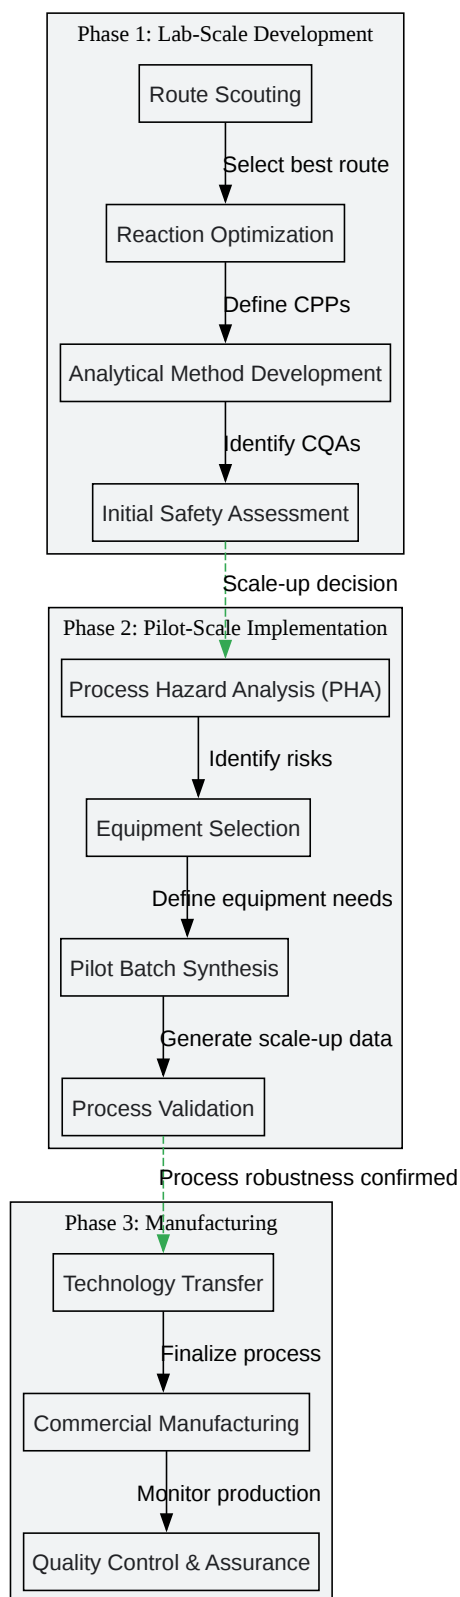 Phase 1: Lab-Scale Development
Route Scouting
Select best route
Reaction Optimization
Define CPPs
Analytical Method Development
Identify CQAs
Initial Safety Assessment
Scale-up decision
Phase 2: Pilot-Scale Implementation
Process Hazard Analysis (PHA)
Identify risks
Equipment Selection
Define equipment needs
Pilot Batch Synthesis
Generate scale-up data
Process Validation
Process robustness confirmed
Phase 3: Manufacturing
Technology Transfer
Finalize process
Commercial Manufacturing
Monitor production
Quality Control & Assurance